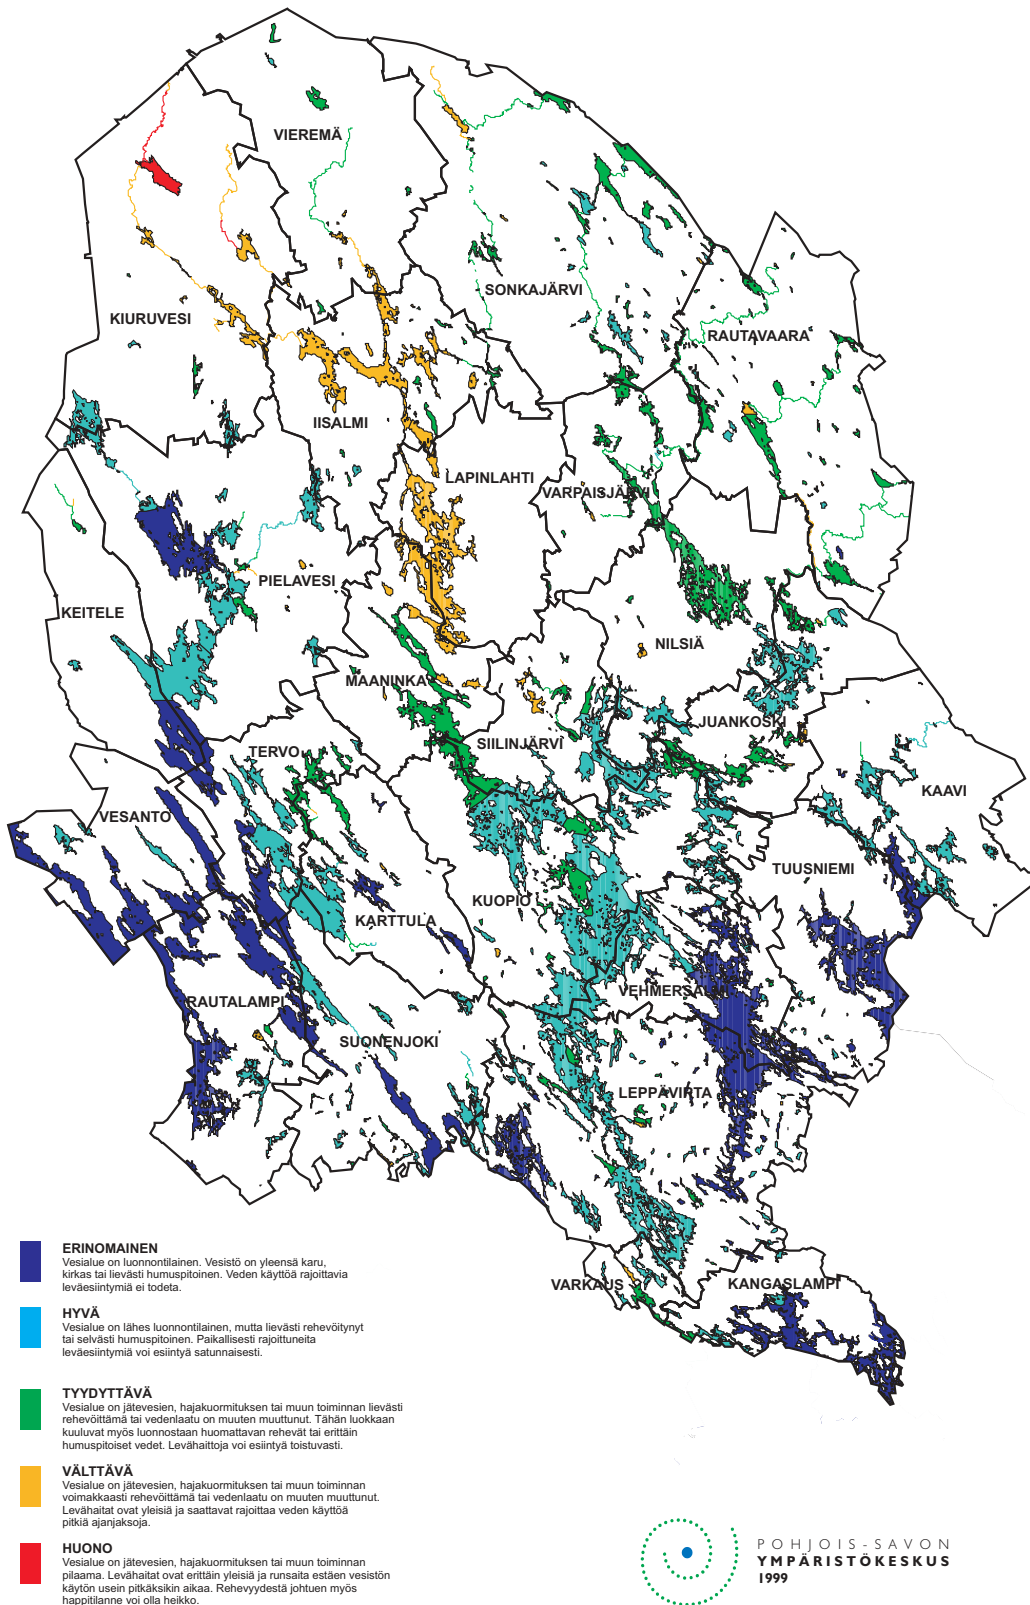 VIEREMÄ
SONKAJÄRVI
KIURUVESI
RAUTAVAARA
IISALMI
LAPINLAHTI
VARPAISJÄRVI
PIELAVESI
KEITELE
NILSIÄ
MAANINKA
JUANKOSKI
SIILINJÄRVI
TERVO
KAAVI
VESANTO
TUUSNIEMI
KUOPIO
KARTTULA
VEHMERSALMI
RAUTALAMPI
SUONENJOKI
LEPPÄVIRTA
VARKAUS
KANGASLAMPI
ERINOMAINEN
Vesialue on luonnontilainen. Vesistö on yleensä karu,
kirkas tai lievästi humuspitoinen. Veden käyttöä rajoittavia
leväesiintymiä ei todeta.
HYVÄ
Vesialue on lähes luonnontilainen, mutta lievästi rehevöitynyt
tai selvästi humuspitoinen. Paikallisesti rajoittuneita
leväesiintymiä voi esiintyä satunnaisesti.
TYYDYTTÄVÄ
Vesialue on jätevesien, hajakuormituksen tai muun toiminnan lievästi
rehevöittämä tai vedenlaatu on muuten muuttunut. Tähän luokkaan
kuuluvat myös luonnostaan huomattavan rehevät tai erittäin
humuspitoiset vedet. Levähaittoja voi esiintyä toistuvasti.
VÄLTTÄVÄ
Vesialue on jätevesien, hajakuormituksen tai muun toiminnan
voimakkaasti rehevöittämä tai vedenlaatu on muuten muuttunut.
Levähaitat ovat yleisiä ja saattavat rajoittaa veden käyttöä
pitkiä ajanjaksoja.
HUONO
Vesialue on jätevesien, hajakuormituksen tai muun toiminnan
pilaama. Levähaitat ovat erittäin yleisiä ja runsaita estäen vesistön
käytön usein pitkäksikin aikaa. Rehevyydestä johtuen myös
happitilanne voi olla heikko.
POHJOIS-SAVON
YMPÄRISTÖKESKUS
1999